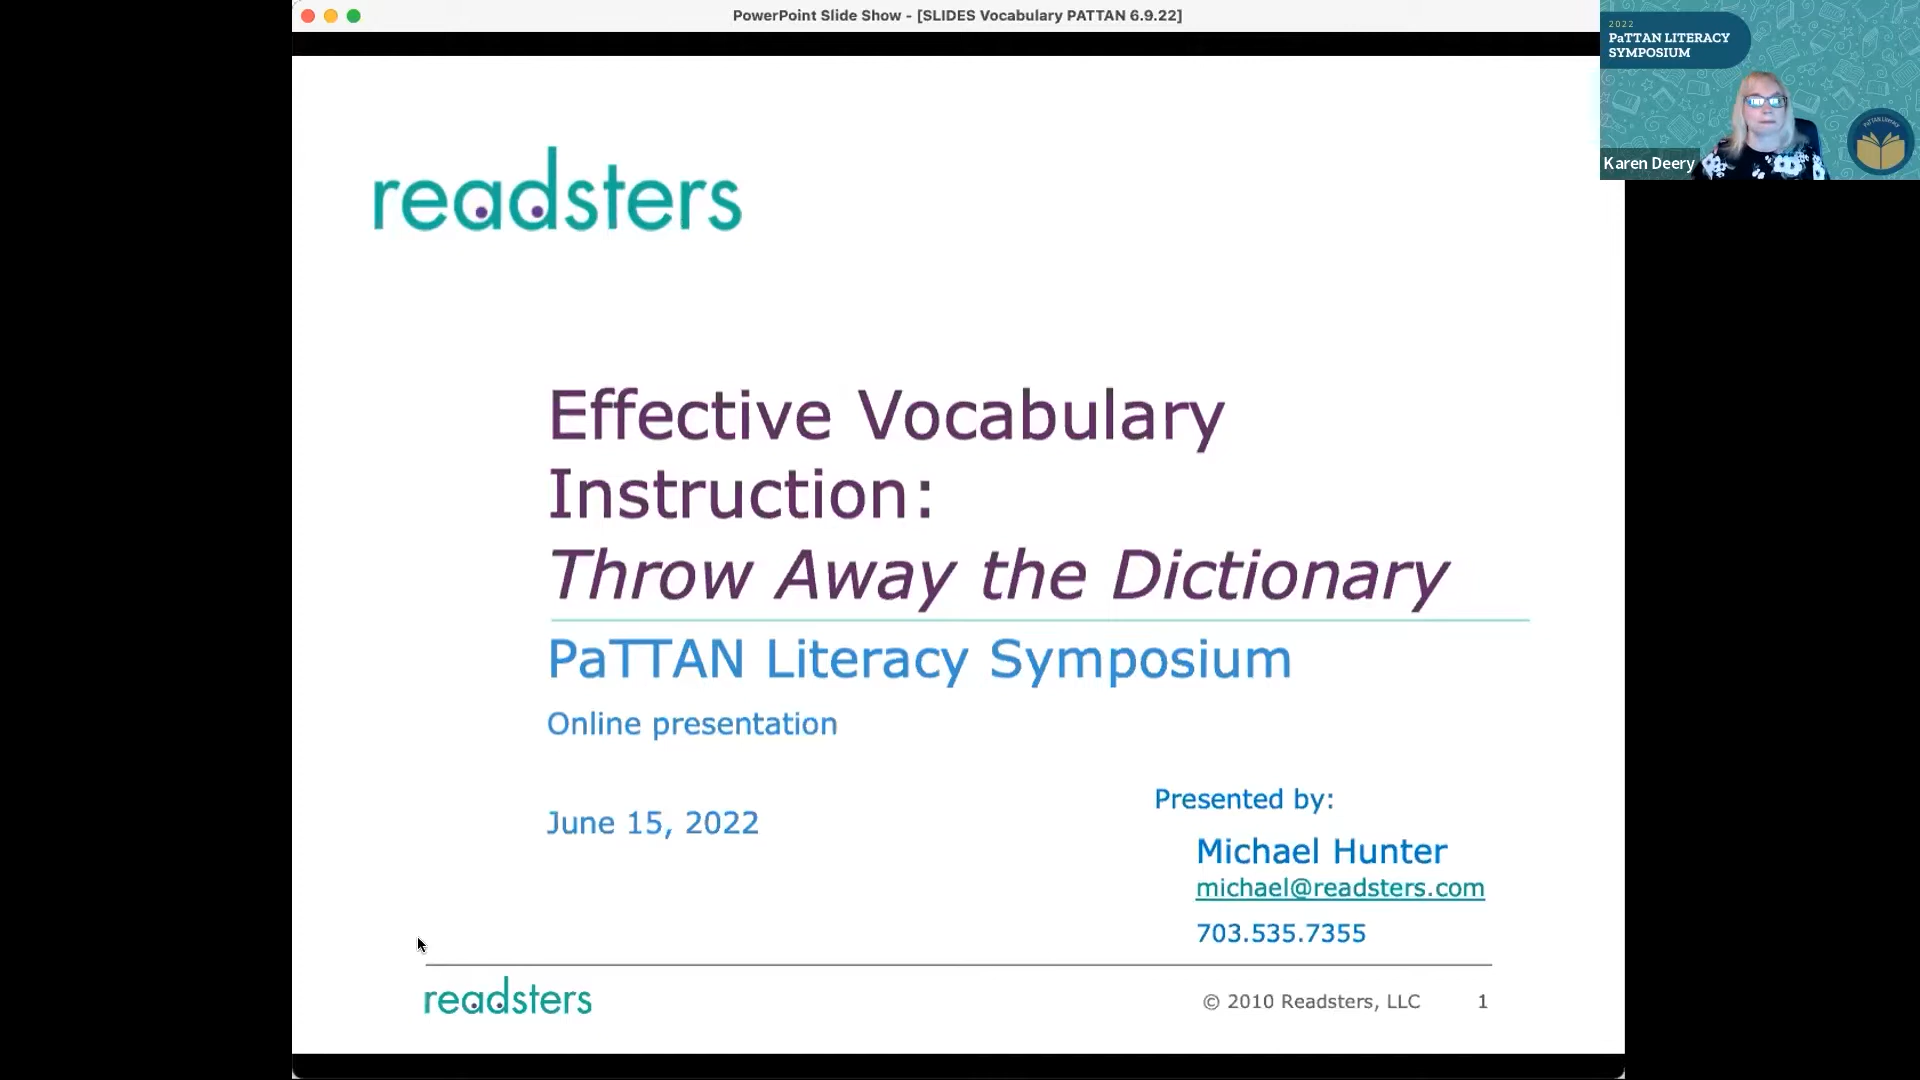 PowerPoint Slide Show - [SLIDES Vocabulary PATTAN 6.9.22]
2022
PaTTAN LITERACY
SYMPOSIUM
PaTTAN Literacy
Karen Deery
readsters
Effective Vocabulary
Instruction:
Throw Away the Dictionary
PaTTAN Literacy Symposium
Online presentation
June 15, 2022
Presented by:
Michael Hunter
michael@readsters.com
703.535.7355
readsters
© 2010 Readsters, LLC
1